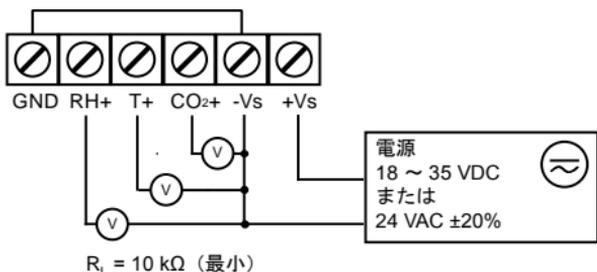 GND RH+ T+ CO2+ -Vs +Vs
V
V
V
電源
18 ～ 35 VDC
または
24 VAC ±20%
RL = 10 kΩ（最小）